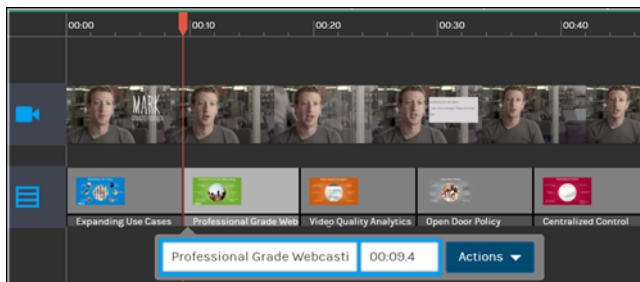 00:00 00:10 00:20 00:30 00:40
MARK
Expanding Use Cases Professional Grade Web Video Quality Analytics Open Door Policy Centralized Control
Professional Grade Webcasti 00:09.4 Actions